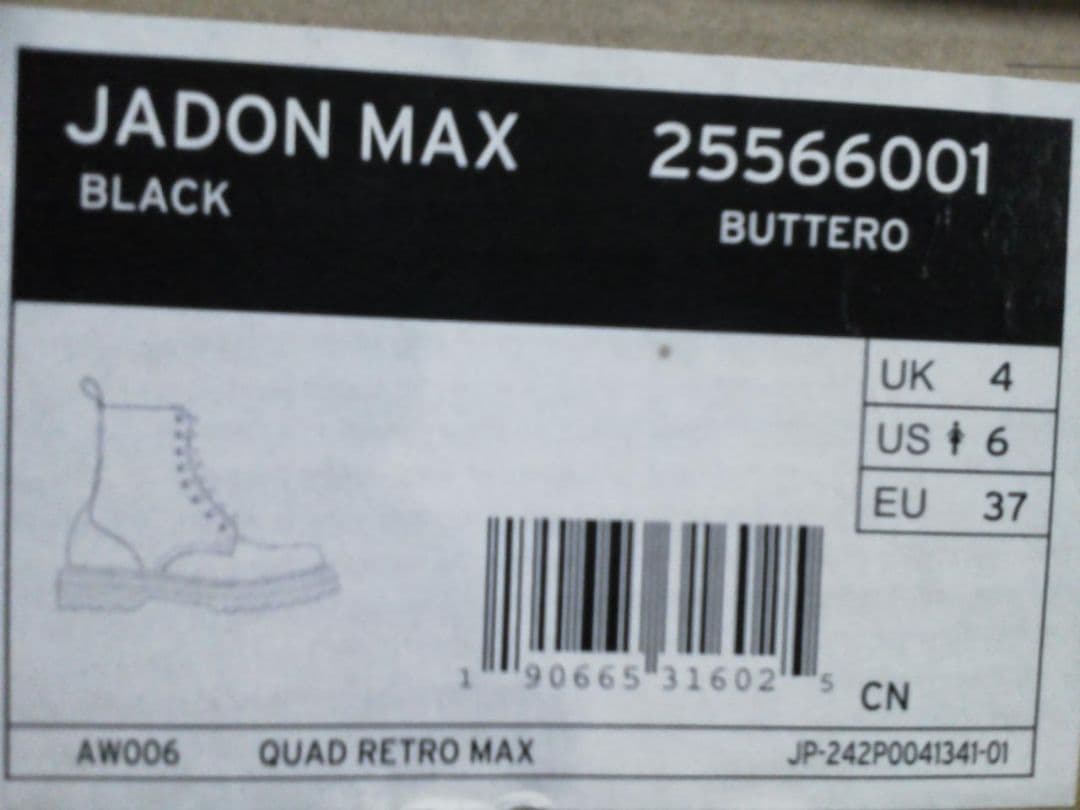 JADON MAX 25566001
BLACK BUTTERO
UK 4
US 6
EU 37
1 90665 31602 5 CN
AW006 QUAD RETRO MAX JP-242P0041341-01